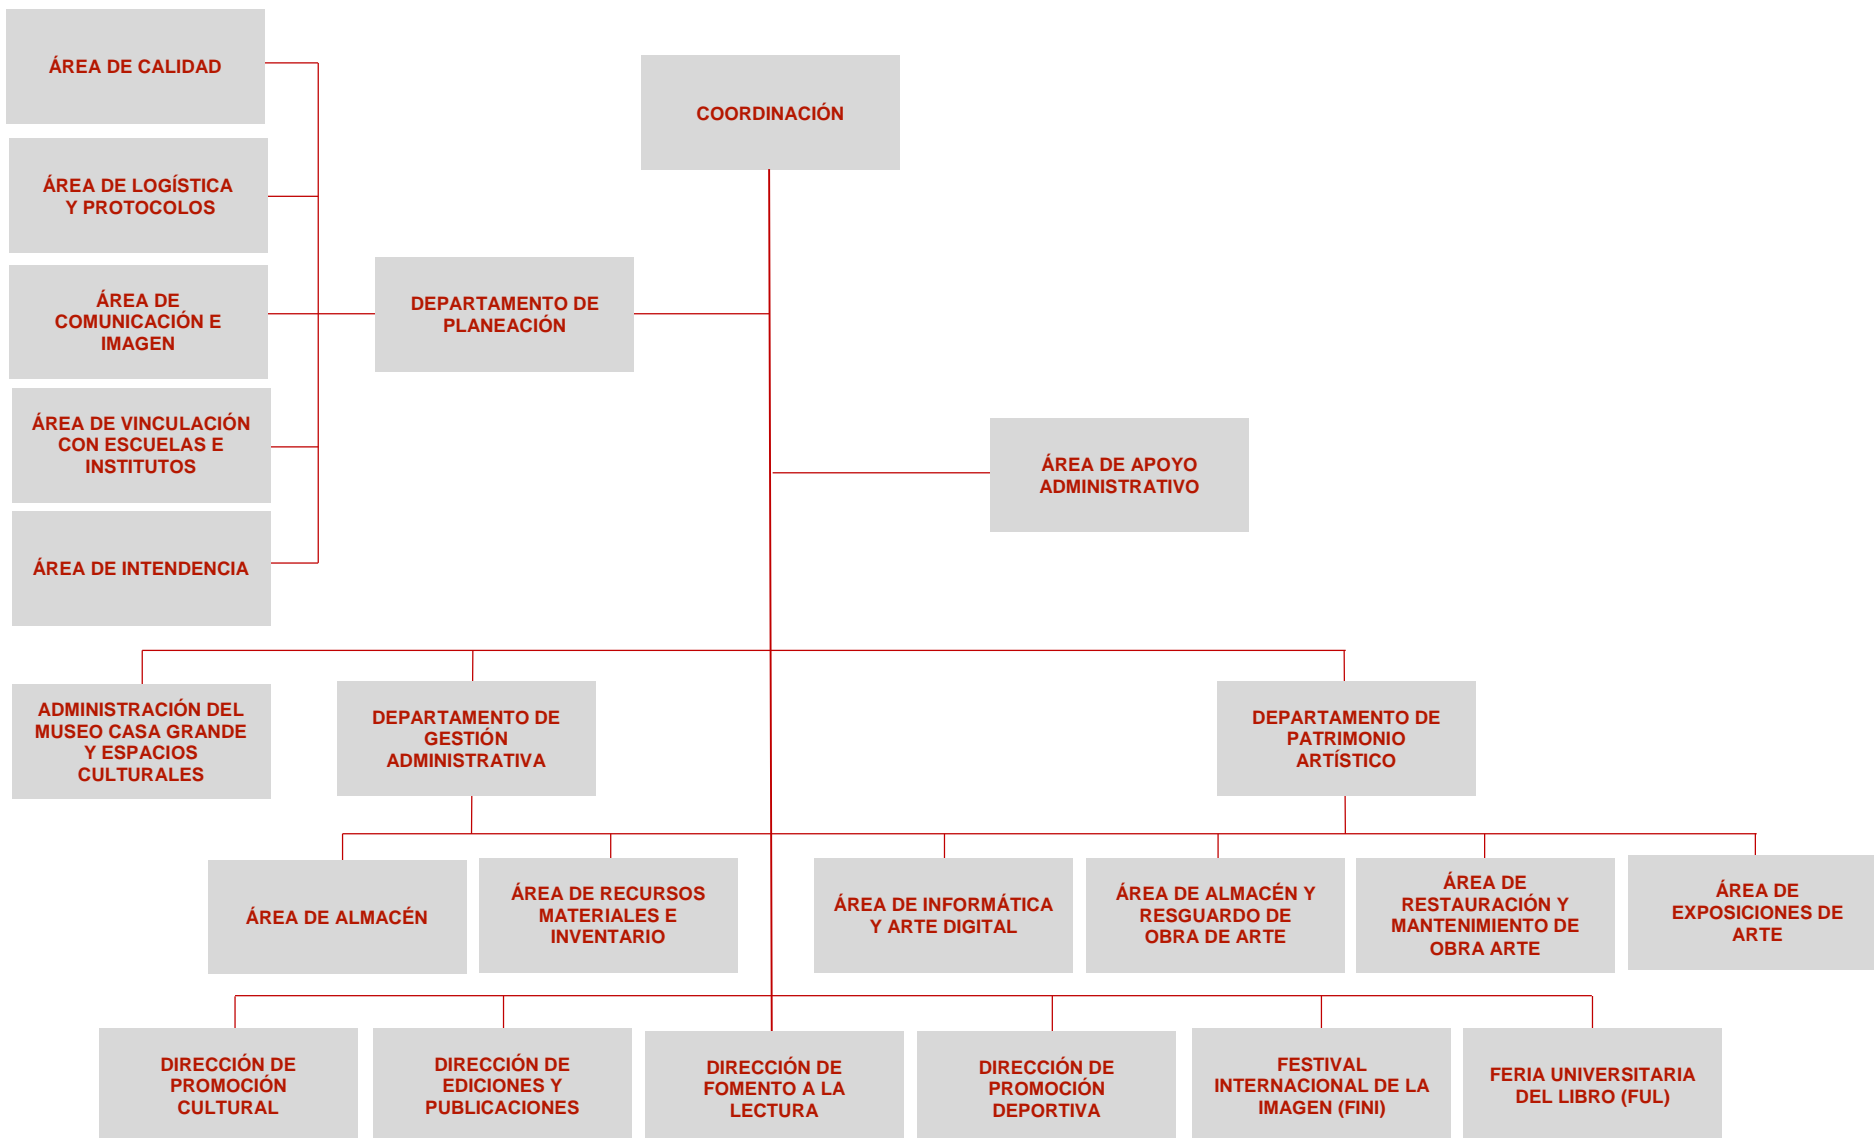 ÁREA DE CALIDAD
COORDINACIÓN
ÁREA DE LOGÍSTICA
Y PROTOCOLOS
ÁREA DE
COMUNICACIÓN E
IMAGEN
DEPARTAMENTO DE
PLANEACIÓN
ÁREA DE VINCULACIÓN
CON ESCUELAS E
INSTITUTOS
ÁREA DE APOYO
ADMINISTRATIVO
ÁREA DE INTENDENCIA
ADMINISTRACIÓN DEL
MUSEO CASA GRANDE
Y ESPACIOS
CULTURALES
DEPARTAMENTO DE
GESTIÓN
ADMINISTRATIVA
DEPARTAMENTO DE
PATRIMONIO
ARTÍSTICO
ÁREA DE ALMACÉN
ÁREA DE RECURSOS
MATERIALES E
INVENTARIO
ÁREA DE INFORMÁTICA
Y ARTE DIGITAL
ÁREA DE ALMACÉN Y
RESGUARDO DE
OBRA DE ARTE
ÁREA DE
RESTAURACIÓN Y
MANTENIMIENTO DE
OBRA ARTE
ÁREA DE
EXPOSICIONES DE
ARTE
DIRECCIÓN DE
PROMOCIÓN
CULTURAL
DIRECCIÓN DE
EDICIONES Y
PUBLICACIONES
DIRECCIÓN DE
FOMENTO A LA
LECTURA
DIRECCIÓN DE
PROMOCIÓN
DEPORTIVA
FESTIVAL
INTERNACIONAL DE LA
IMAGEN (FINI)
FERIA UNIVERSITARIA
DEL LIBRO (FUL)